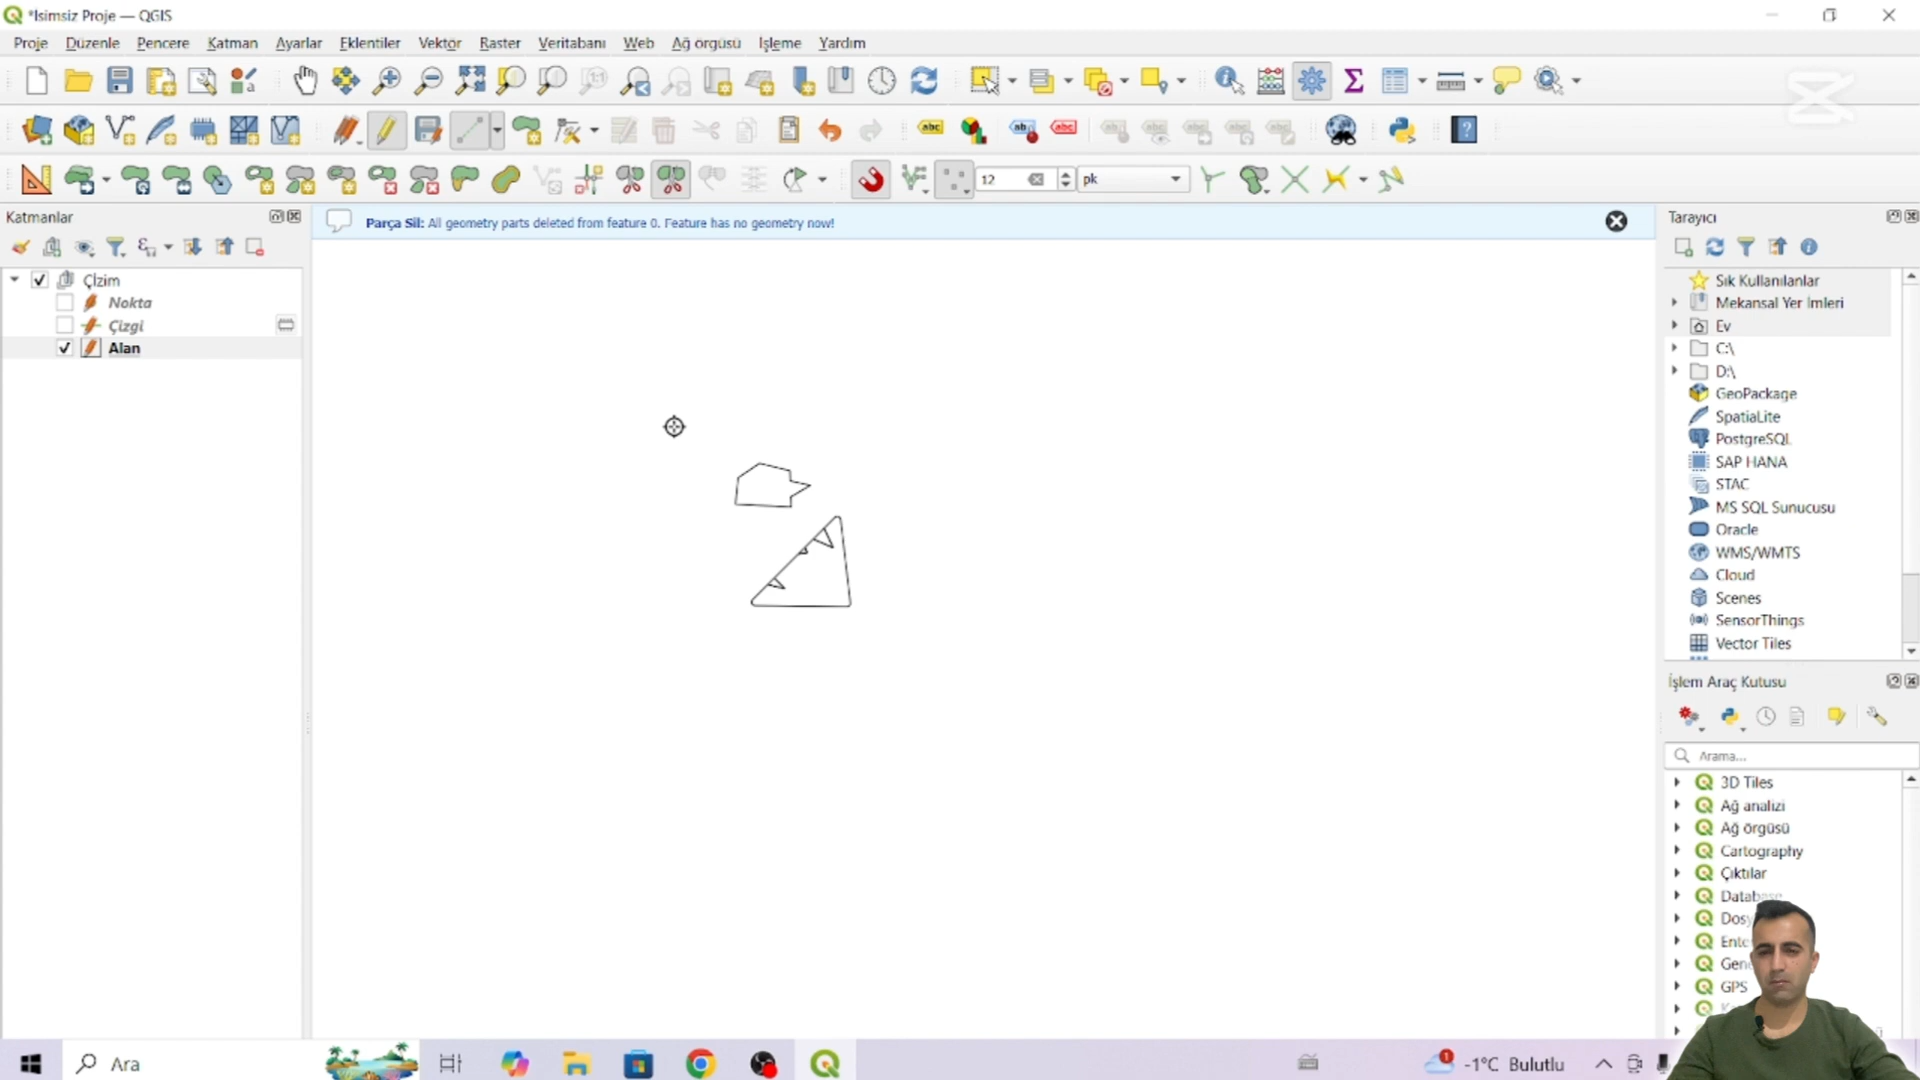 *Isimsiz Proje — QGIS
Proje Düzenle Pencere Katman Ayarlar Eklentiler Vektör Raster Veritabanı Web Ağ örgüsü İşleme Yardım
12 pk
Katmanlar
Parça Sil: All geometry parts deleted from feature 0. Feature has no geometry now!
Çizim
Nokta
Çizgi
Alan
Tarayıcı
Sık Kullanılanlar
Mekansal Yer İmleri
Ev
C:\
D:\
GeoPackage
SpatiaLite
PostgreSQL
SAP HANA
STAC
MS SQL Sunucusu
Oracle
WMS/WMTS
Cloud
Scenes
SensorThings
Vector Tiles
İşlem Araç Kutusu
Arama...
3D Tiles
Ağ analizi
Ağ örgüsü
Cartography
Çıktılar
Database
GPS
Ara
1
-1°C Bulutlu